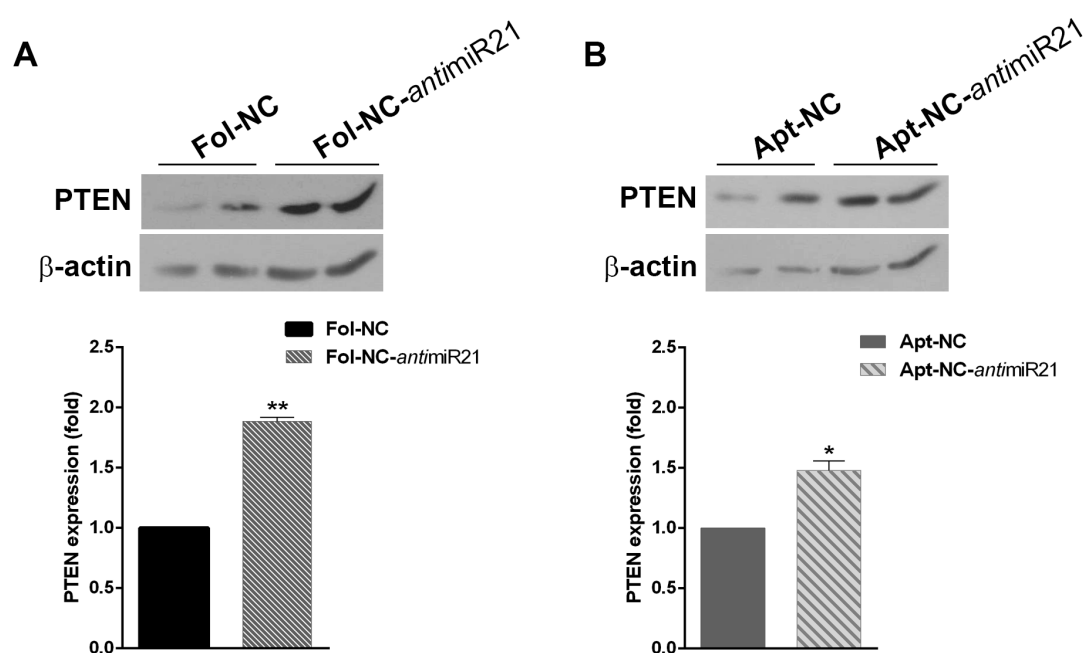 A
Fol-NC
Fol-NC-antimiR21
PTEN
β-actin
Fol-NC
Fol-NC-antimiR21
PTEN expression (fold)
2.5
2.0
1.5
1.0
0.5
0.0
**
B
Apt-NC
Apt-NC-antimiR21
PTEN
β-actin
Apt-NC
Apt-NC-antimiR21
PTEN expression (fold)
2.5
2.0
1.5
1.0
0.5
0.0
*